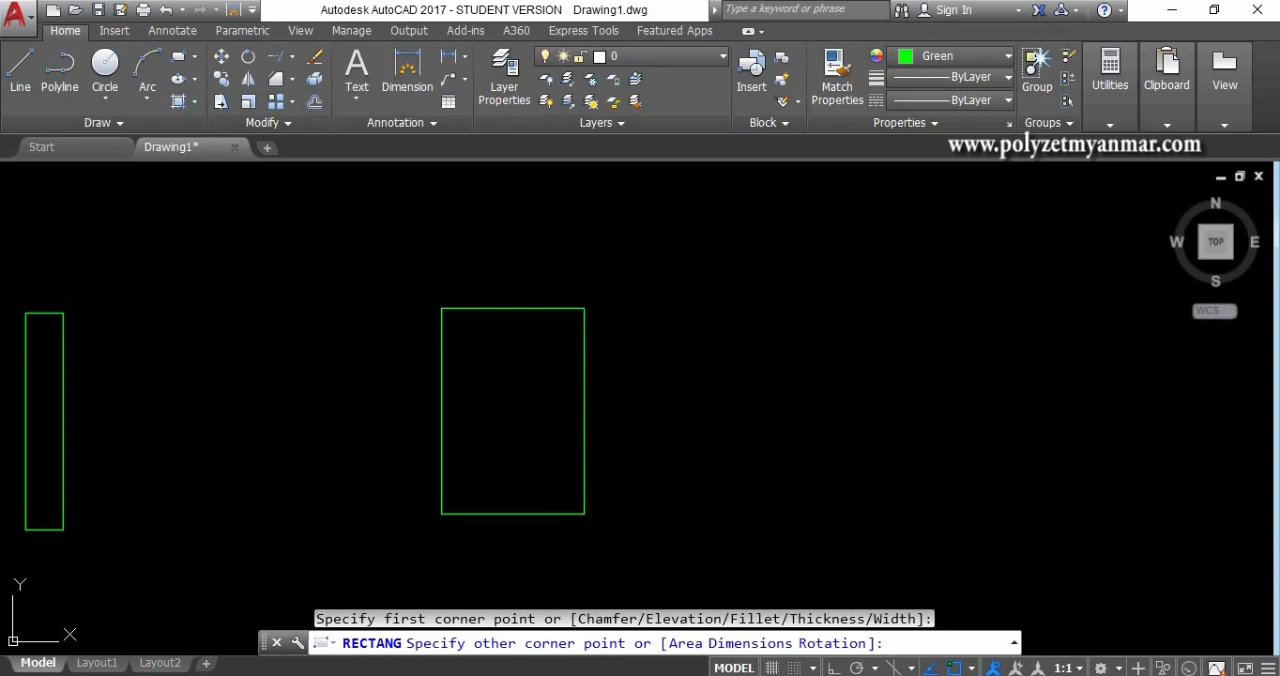 Autodesk AutoCAD 2017 - STUDENT VERSION Drawing1.dwg
Type a keyword or phrase
Sign In
Home Insert Annotate Parametric View Manage Output Add-ins A360 Express Tools Featured Apps
Line Polyline Circle Arc
Draw
Modify
Text Dimension
Annotation
Layer Properties
0
Layers
Insert
Block
Match Properties
Green
ByLayer
ByLayer
Properties
Group
Groups
Utilities
Clipboard
View
Start Drawing1*
www.polyzetmyanmar.com
N
W TOP E
S
WCS
Y
X
Specify first corner point or [Chamfer/Elevation/Fillet/Thickness/Width]:
RECTANG Specify other corner point or [Area Dimensions Rotation]:
Model Layout1 Layout2 +
MODEL 1:1